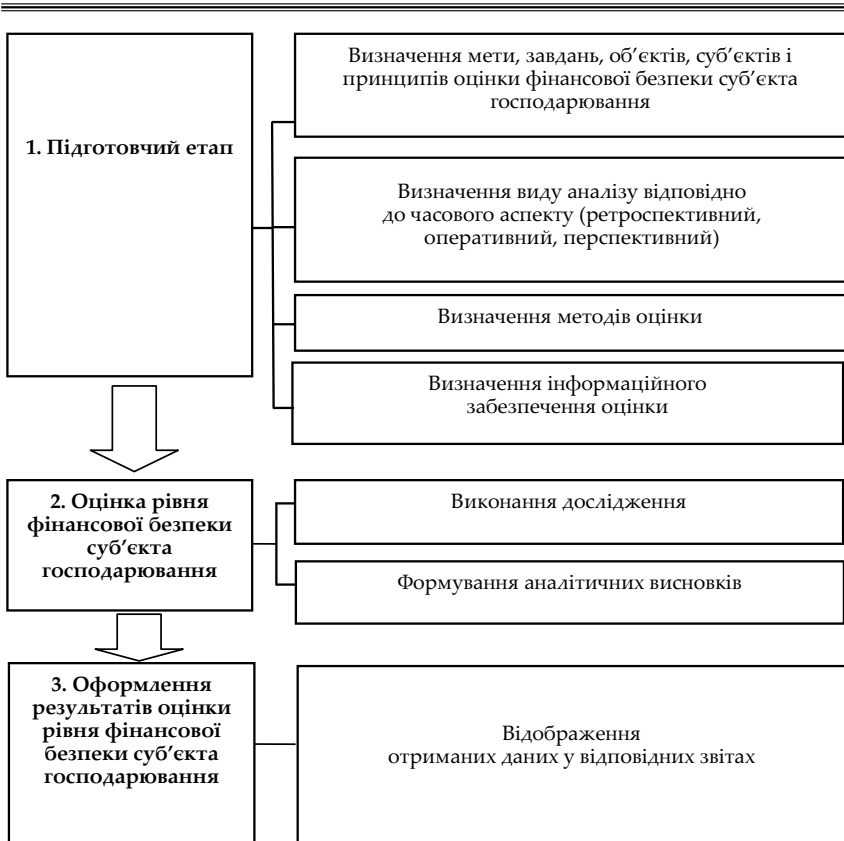 1. Підготовчий етап
Визначення мети, завдань, об’єктів, суб’єктів і
принципів оцінки фінансової безпеки суб’єкта
господарювання
Визначення виду аналізу відповідно
до часового аспекту (ретроспективний,
оперативний, перспективний)
Визначення методів оцінки
Визначення інформаційного
забезпечення оцінки
2. Оцінка рівня
фінансової безпеки
суб’єкта
господарювання
Виконання дослідження
Формування аналітичних висновків
3. Оформлення
результатів оцінки
рівня фінансової
безпеки суб’єкта
господарювання
Відображення
отриманих даних у відповідних звітах